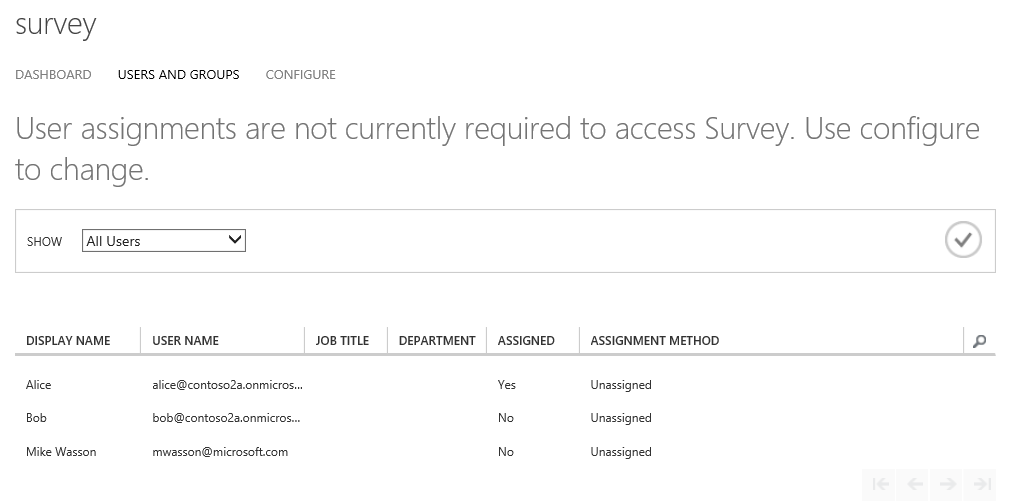 survey
DASHBOARD USERS AND GROUPS CONFIGURE
User assignments are not currently required to access Survey. Use configure
to change.
SHOW All Users
DISPLAY NAME USER NAME JOB TITLE DEPARTMENT ASSIGNED ASSIGNMENT METHOD
Alice alice@contoso2a.onmicros... Yes Unassigned
Bob bob@contoso2a.onmicros... No Unassigned
Mike Wasson mwasson@microsoft.com No Unassigned